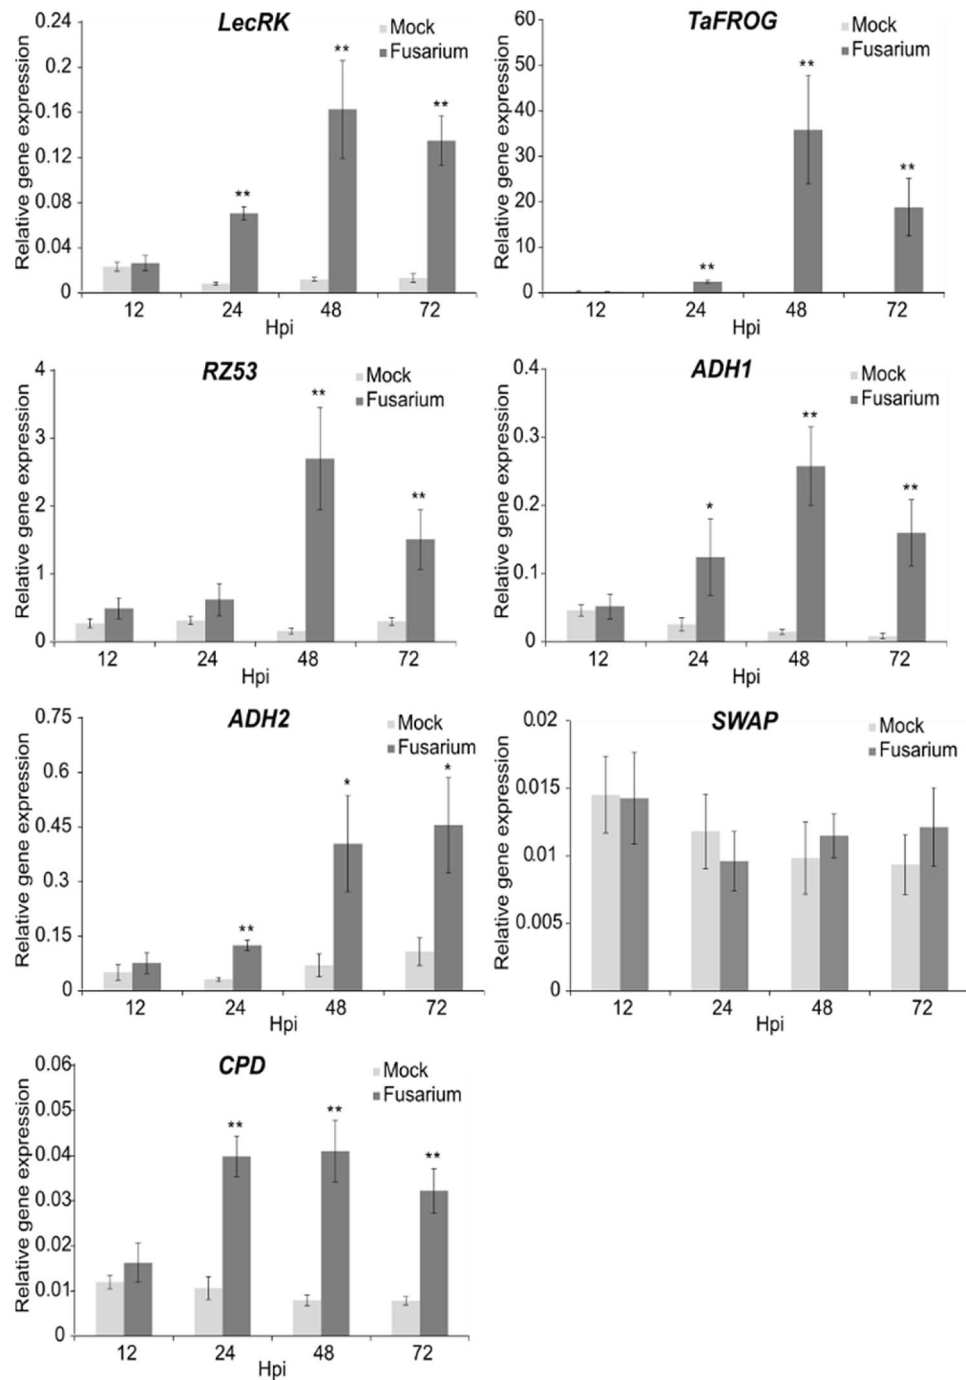 LecRK
Mock
Fusarium
Relative gene expression
0.24
0.2
0.16
0.12
0.08
0.04
0
**
**
**
12 24 48 72
Hpi
TaFROG
Mock
Fusarium
Relative gene expression
60
50
40
30
20
10
0
**
**
**
12 24 48 72
Hpi
RZ53
Mock
Fusarium
Relative gene expression
4
3
2
1
0
**
**
12 24 48 72
Hpi
ADH1
Mock
Fusarium
Relative gene expression
0.4
0.3
0.2
0.1
0
*
**
**
12 24 48 72
Hpi
ADH2
Mock
Fusarium
Relative gene expression
0.75
0.6
0.45
0.3
0.15
0
**
*
*
12 24 48 72
Hpi
SWAP
Mock
Fusarium
Relative gene expression
0.02
0.015
0.01
0.005
0
12 24 48 72
Hpi
CPD
Mock
Fusarium
Relative gene expression
0.06
0.05
0.04
0.03
0.02
0.01
0
**
**
**
12 24 48 72
Hpi